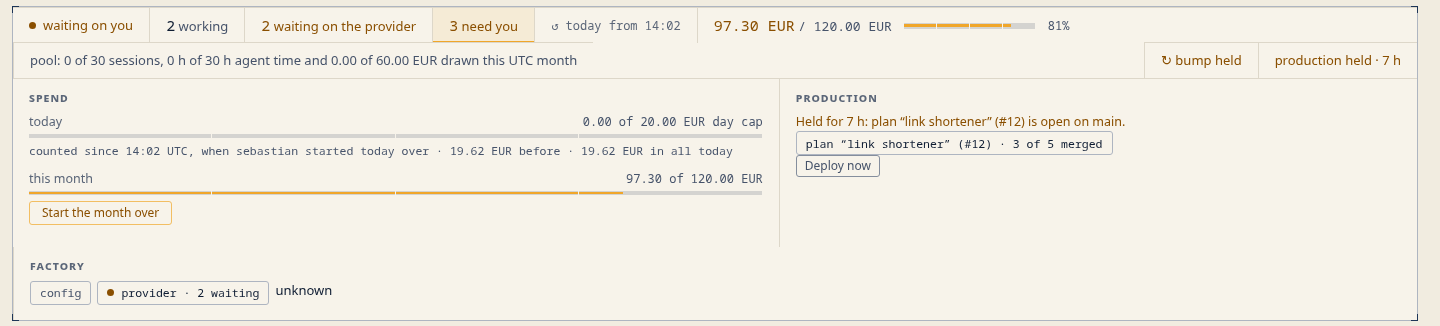 waiting on you 2 working 2 waiting on the provider 3 need you ↺ today from 14:02 97.30 EUR / 120.00 EUR 81%
pool: 0 of 30 sessions, 0 h of 30 h agent time and 0.00 of 60.00 EUR drawn this UTC month ↻ bump held production held · 7 h
SPEND
today 0.00 of 20.00 EUR day cap
counted since 14:02 UTC, when sebastian started today over · 19.62 EUR before · 19.62 EUR in all today
this month 97.30 of 120.00 EUR
Start the month over
PRODUCTION
Held for 7 h: plan “link shortener” (#12) is open on main.
plan “link shortener” (#12) · 3 of 5 merged
Deploy now
FACTORY
config provider · 2 waiting unknown